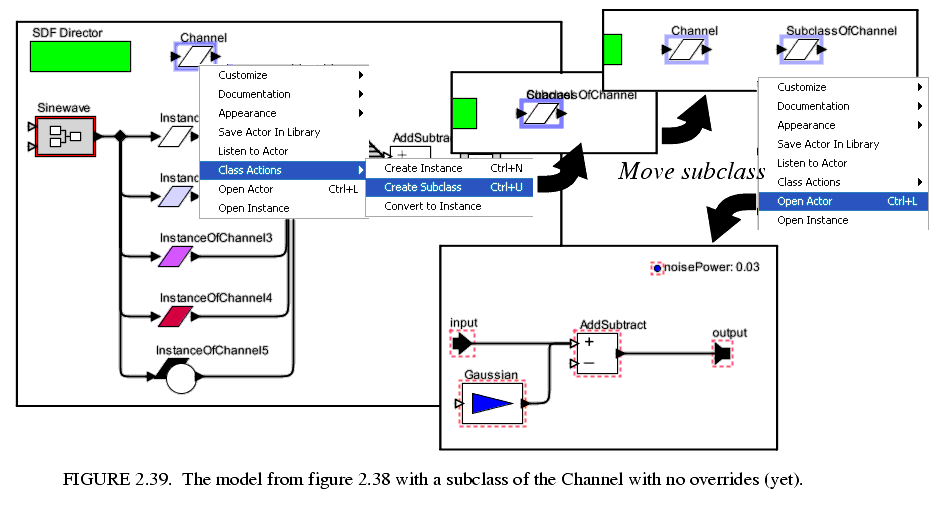 SDF Director
Channel
Customize
Documentation
Appearance
Save Actor In Library
Listen to Actor
Class Actions
Open Actor Ctrl+L
Open Instance
Create Instance Ctrl+N
Create Subclass Ctrl+U
Convert to Instance
Sinewave
Instanc
Instanc
InstanceOfChannel3
InstanceOfChannel4
InstanceOfChannel5
AddSubtra
SubclassOfChannel
Channel
SubclassOfChannel
Move subclass
Customize
Documentation
Appearance
Save Actor In Library
Listen to Actor
Class Actions
Open Actor Ctrl+L
Open Instance
noisePower: 0.03
input
Gaussian
AddSubtract
+
–
output
FIGURE 2.39. The model from figure 2.38 with a subclass of the Channel with no overrides (yet).